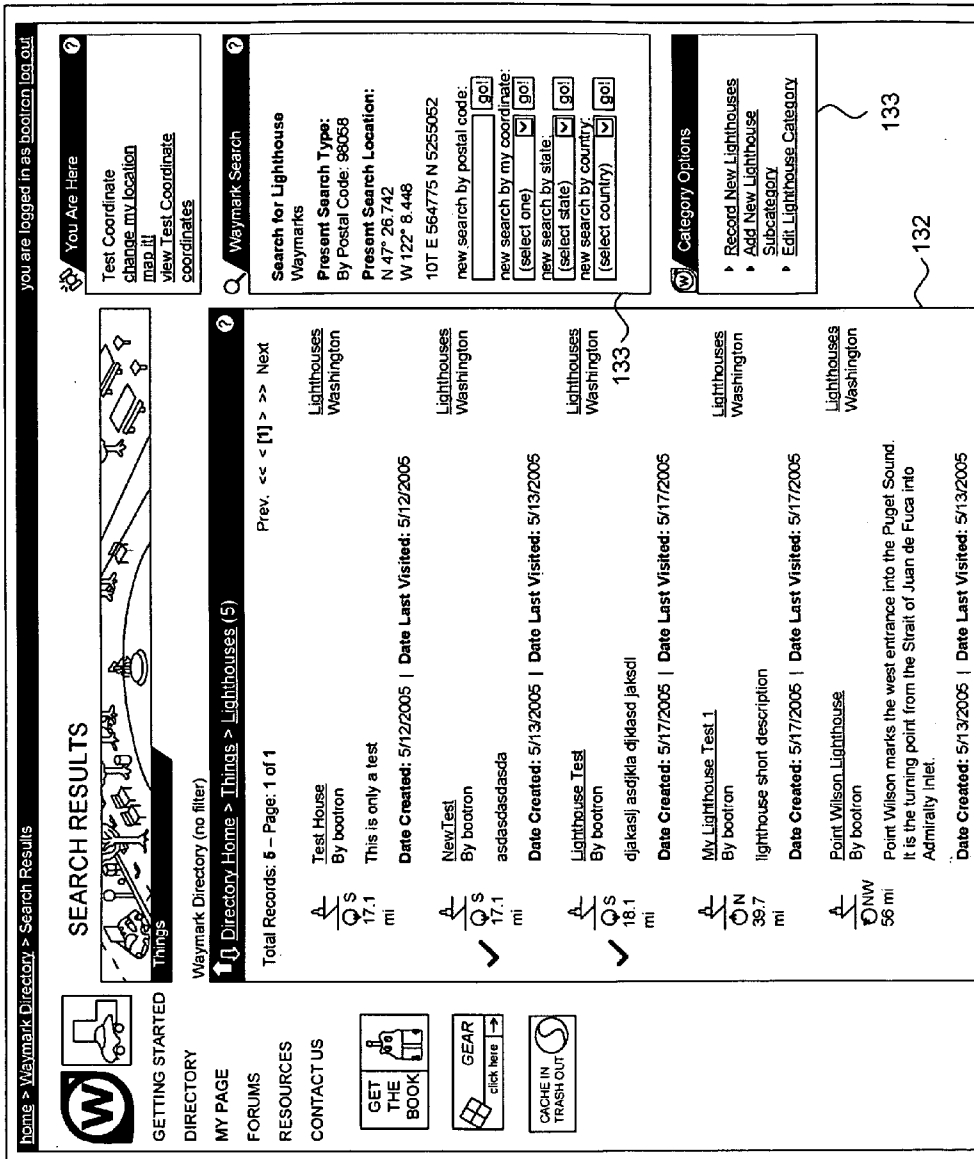 home > Waymark Directory > Search Results
you are logged in as bootron log out
W
GETTING STARTED
DIRECTORY
MY PAGE
FORUMS
RESOURCES
CONTACT US
GET
THE
BOOK
GEAR
click here
CACHE IN
TRASH OUT
SEARCH RESULTS
Things
Waymark Directory (no filter)
Directory Home > Things > Lighthouses (5)
?
Total Records: 5 – Page: 1 of 1
Prev. << < [1] > >> Next
Test House
By bootron
Lighthouses
Washington
S
17.1
mi
This is only a test
Date Created: 5/12/2005 | Date Last Visited: 5/12/2005
NewTest
By bootron
Lighthouses
Washington
S
17.1
mi
asdasdasdasda
Date Created: 5/13/2005 | Date Last Visited: 5/13/2005
Lighthouse Test
By bootron
Lighthouses
Washington
S
18.1
mi
djakaslj asdjkla djkdasd jaksdl
Date Created: 5/17/2005 | Date Last Visited: 5/17/2005
My Lighthouse Test 1
By bootron
Lighthouses
Washington
N
39.7
mi
lighthouse short description
Date Created: 5/17/2005 | Date Last Visited: 5/17/2005
Point Wilson Lighthouse
By bootron
Lighthouses
Washington
NW
56 mi
Point Wilson marks the west entrance into the Puget Sound.
It is the turning point from the Strait of Juan de Fuca into
Admiralty Inlet.
Date Created: 5/13/2005 | Date Last Visited: 5/13/2005
You Are Here
?
Test Coordinate
change my location
map it!
view Test Coordinate
coordinates
Waymark Search
?
Search for Lighthouse
Waymarks
Present Search Type:
By Postal Code: 98058
Present Search Location:
N 47° 26.742
W 122° 8.448
10T E 564775 N 5255052
new search by postal code:
go!
new search by my coordinate:
(select one)
go!
new search by state:
(select state)
go!
new search by country:
(select country)
go!
133
W
Category Options
Record New Lighthouses
Add New Lighthouse
Subcategory
Edit Lighthouse Category
133
132